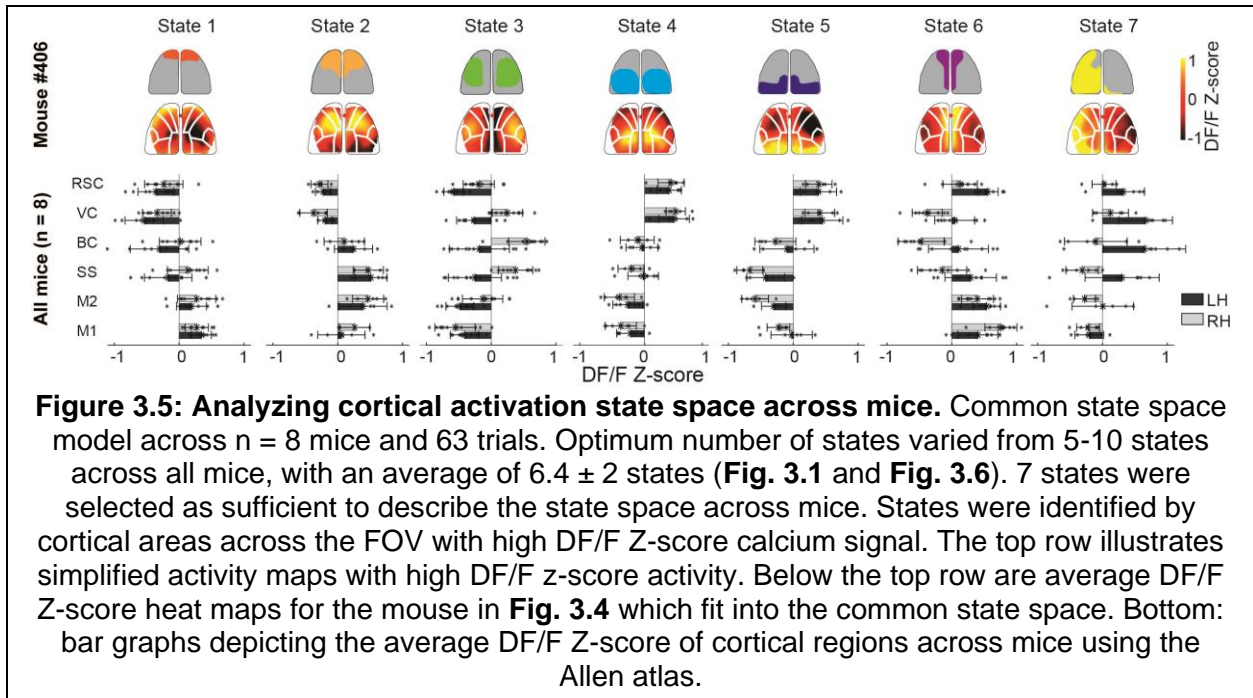 State 1 State 2 State 3 State 4 State 5 State 6 State 7
Mouse #406
1
0
-1
DF/F Z-score
All mice (n = 8)
RSC
VC
BC
SS
M2
M1
LH
RH
-1 0 1 -1 0 1 -1 0 1 -1 0 1 -1 0 1 -1 0 1 -1 0 1
DF/F Z-score
Figure 3.5: Analyzing cortical activation state space across mice. Common state space
model across n = 8 mice and 63 trials. Optimum number of states varied from 5-10 states
across all mice, with an average of 6.4 ± 2 states (Fig. 3.1 and Fig. 3.6). 7 states were
selected as sufficient to describe the state space across mice. States were identified by
cortical areas across the FOV with high DF/F Z-score calcium signal. The top row illustrates
simplified activity maps with high DF/F z-score activity. Below the top row are average DF/F
Z-score heat maps for the mouse in Fig. 3.4 which fit into the common state space. Bottom:
bar graphs depicting the average DF/F Z-score of cortical regions across mice using the
Allen atlas.